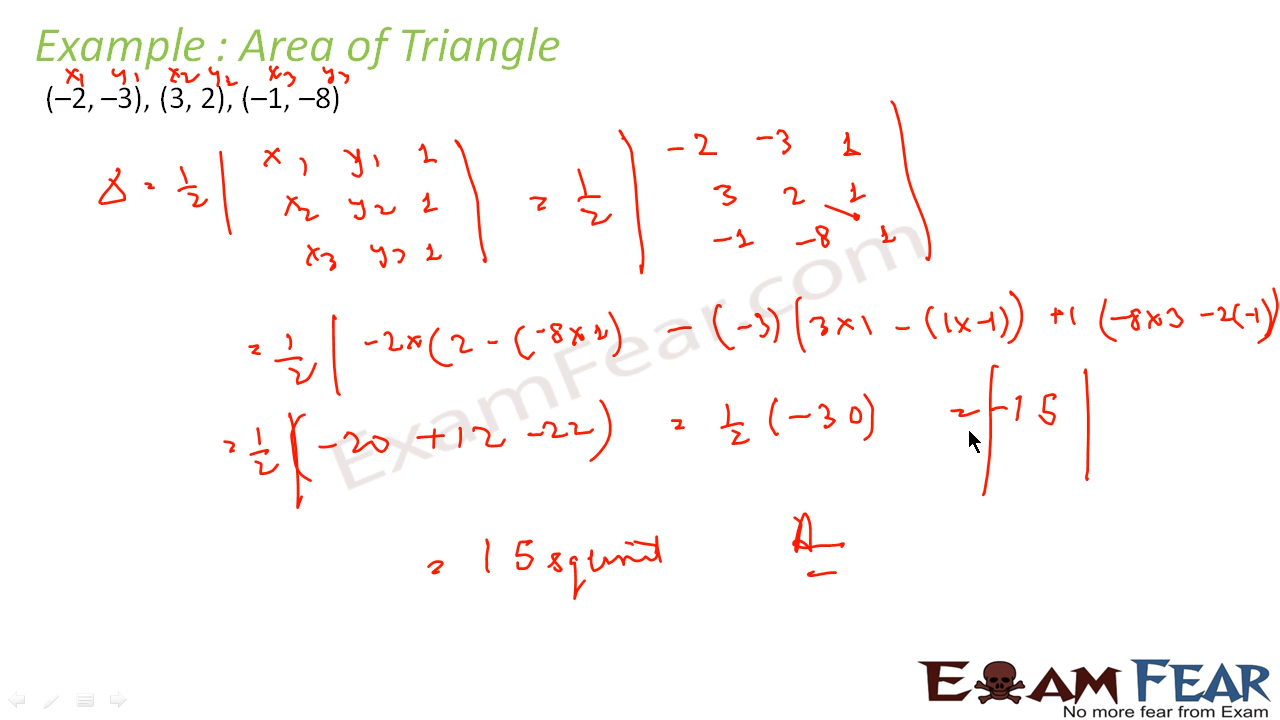 Example : Area of Triangle
x1 y1 x2 y2 x3 y3
(–2, –3), (3, 2), (–1, –8)
Δ = 1/2 | x1 y1 1 | = 1/2 | -2 -3 1 |
x2 y2 1 3 2 1
x3 y3 1 -1 -8 1
= 1/2 | -2×(2 - (-8×1) - (-3)(3×1 - (1×-1)) +1 (-8×3 -2(-1))
= 1/2 (-20 +12 -22) = 1/2 (-30) = |-15|
= 15 sq unit A
ExamFear.com
EXAM FEAR
No more fear from Exam